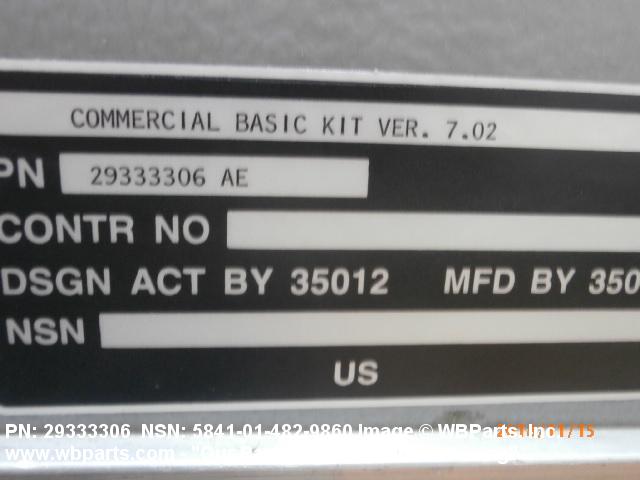 COMMERCIAL BASIC KIT VER. 7.02
PN 29333306 AE
CONTR NO
DSGN ACT BY 35012 MFD BY 350
NSN
US
PN: 29333306 NSN: 5841-01-482-9860 Image © WBParts, Inc.
www.wbparts.com -